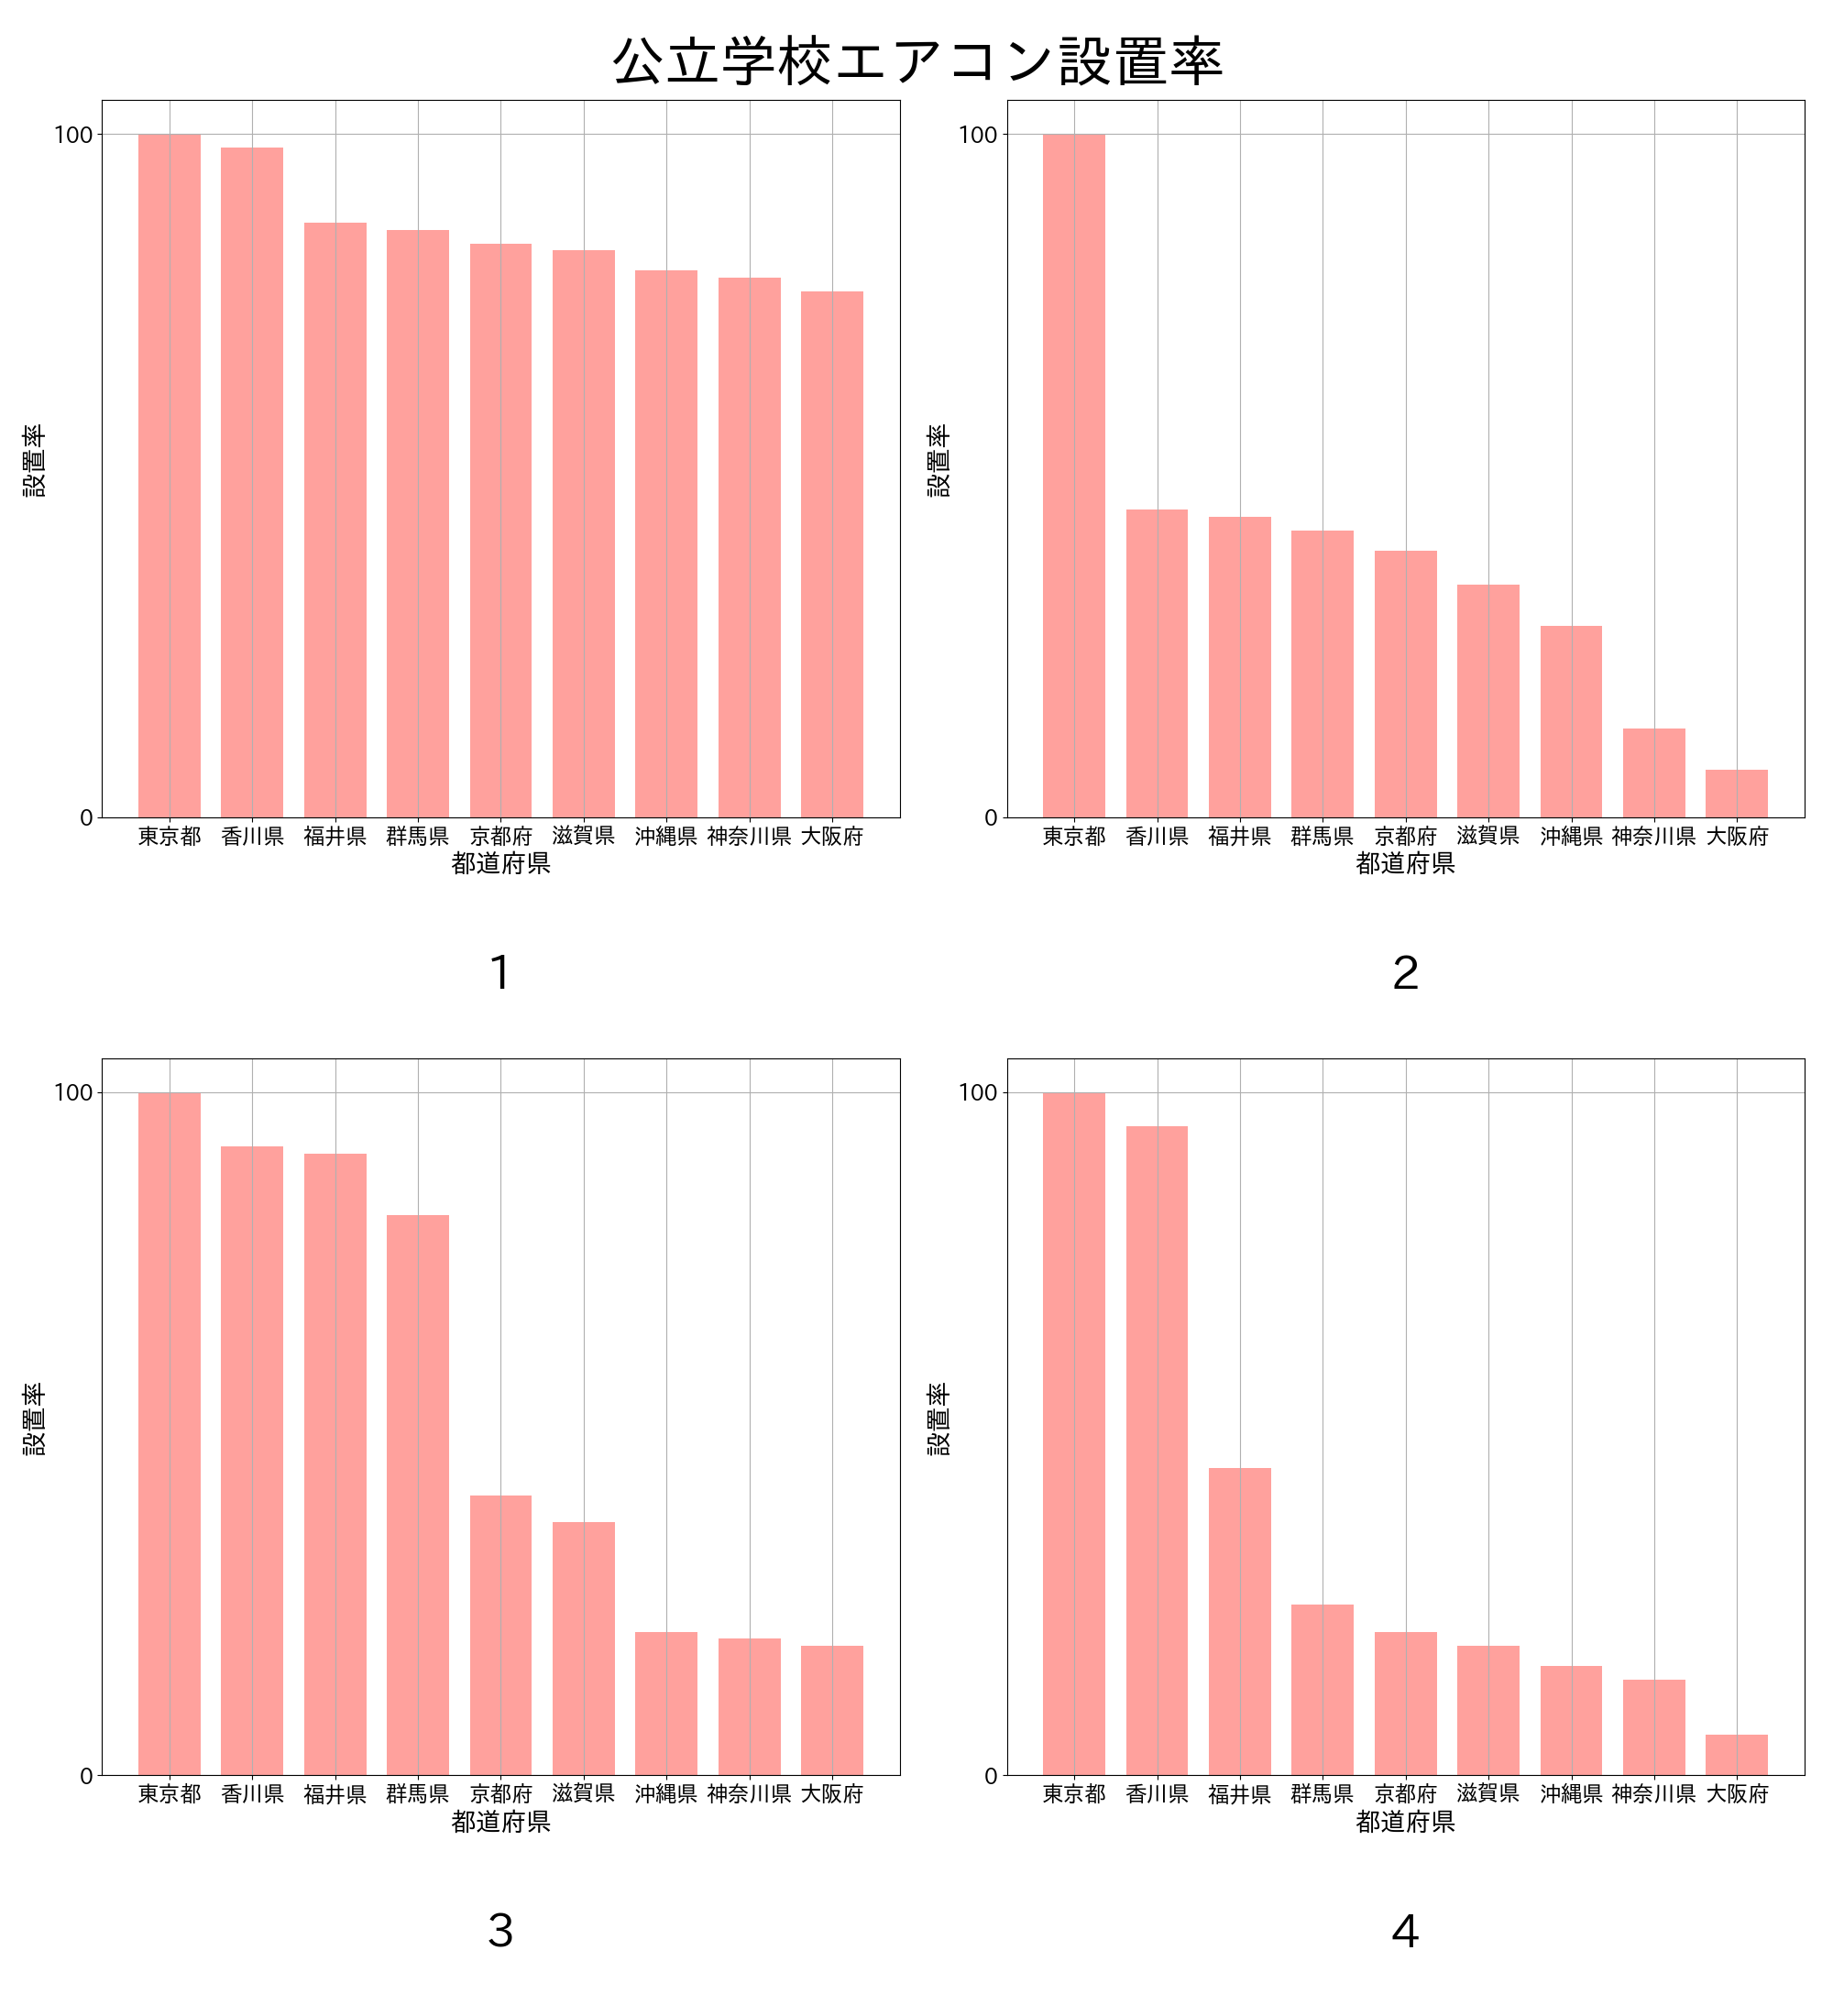 公立学校エアコン設置率
100
0
設置率
東京都 香川県 福井県 群馬県 京都府 滋賀県 沖縄県 神奈川県 大阪府
都道府県
1
100
0
設置率
東京都 香川県 福井県 群馬県 京都府 滋賀県 沖縄県 神奈川県 大阪府
都道府県
2
100
0
設置率
東京都 香川県 福井県 群馬県 京都府 滋賀県 沖縄県 神奈川県 大阪府
都道府県
3
100
0
設置率
東京都 香川県 福井県 群馬県 京都府 滋賀県 沖縄県 神奈川県 大阪府
都道府県
4